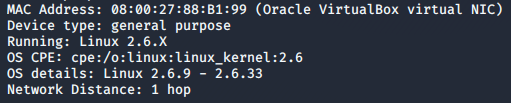 MAC Address: 08:00:27:88:B1:99 (Oracle VirtualBox virtual NIC)
Device type: general purpose
Running: Linux 2.6.X
OS CPE: cpe:/o:linux:linux_kernel:2.6
OS details: Linux 2.6.9 - 2.6.33
Network Distance: 1 hop